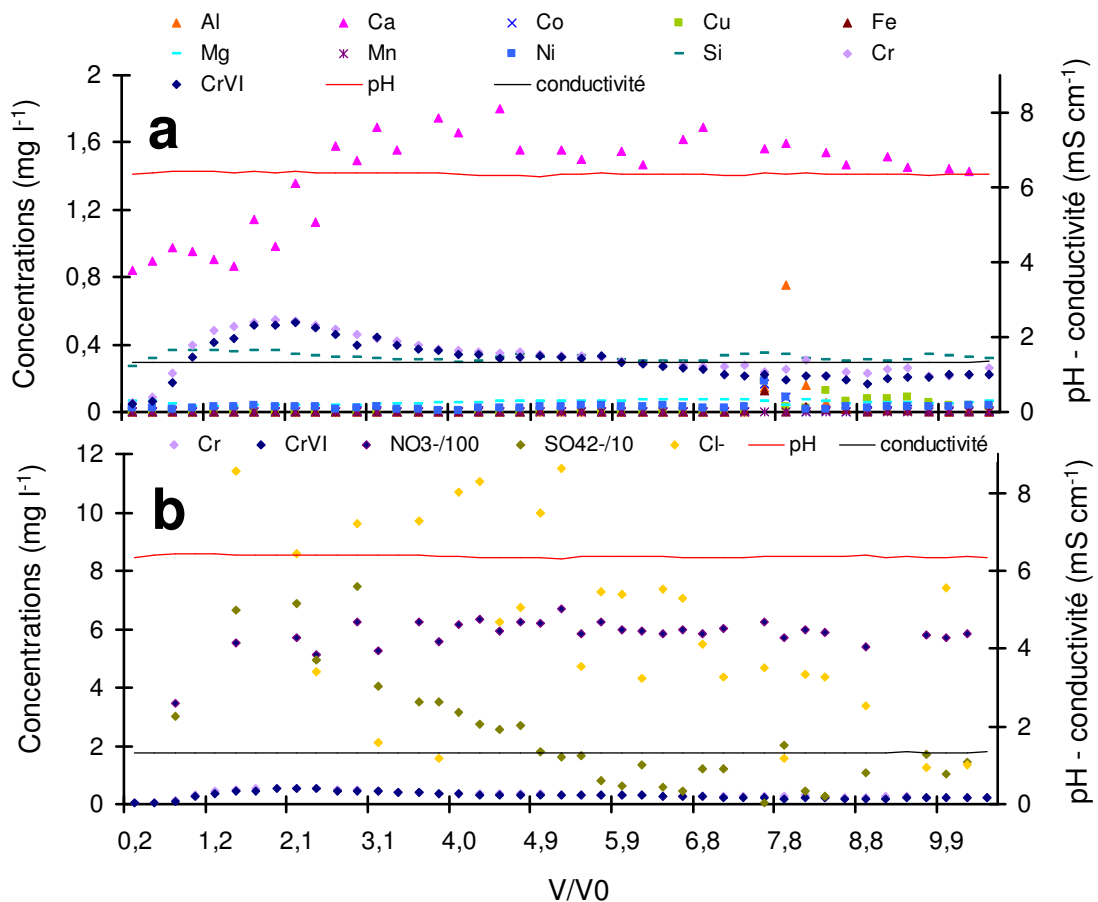 Al Ca Co Cu Fe
Mg Mn Ni Si Cr
CrVI pH conductivité
a
Concentrations (mg l-1)
2
1,6
1,2
0,8
0,4
0
8
6
4
2
0
pH - conductivité (mS cm-1)
Cr CrVI NO3-/100 SO42-/10 Cl- pH conductivité
b
Concentrations (mg l-1)
12
10
8
6
4
2
0
8
6
4
2
0
pH - conductivité (mS cm-1)
0,2 1,2 2,1 3,1 4,0 4,9 5,9 6,8 7,8 8,8 9,9
V/V0